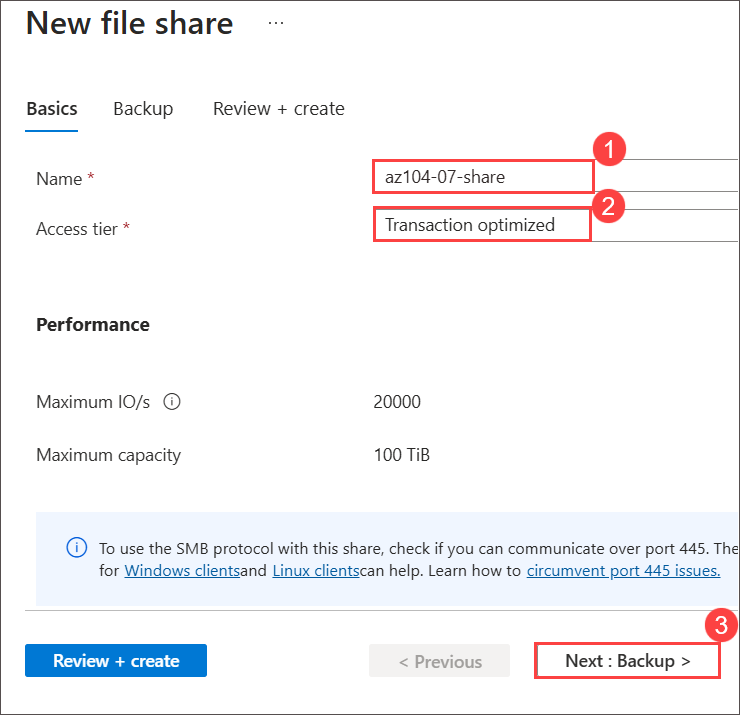 New file share ...
Basics Backup Review + create
1
Name * az104-07-share
2
Access tier * Transaction optimized
Performance
Maximum IO/s 20000
Maximum capacity 100 TiB
To use the SMB protocol with this share, check if you can communicate over port 445. The
for Windows clientsand Linux clientscan help. Learn how to circumvent port 445 issues.
3
Review + create < Previous Next : Backup >